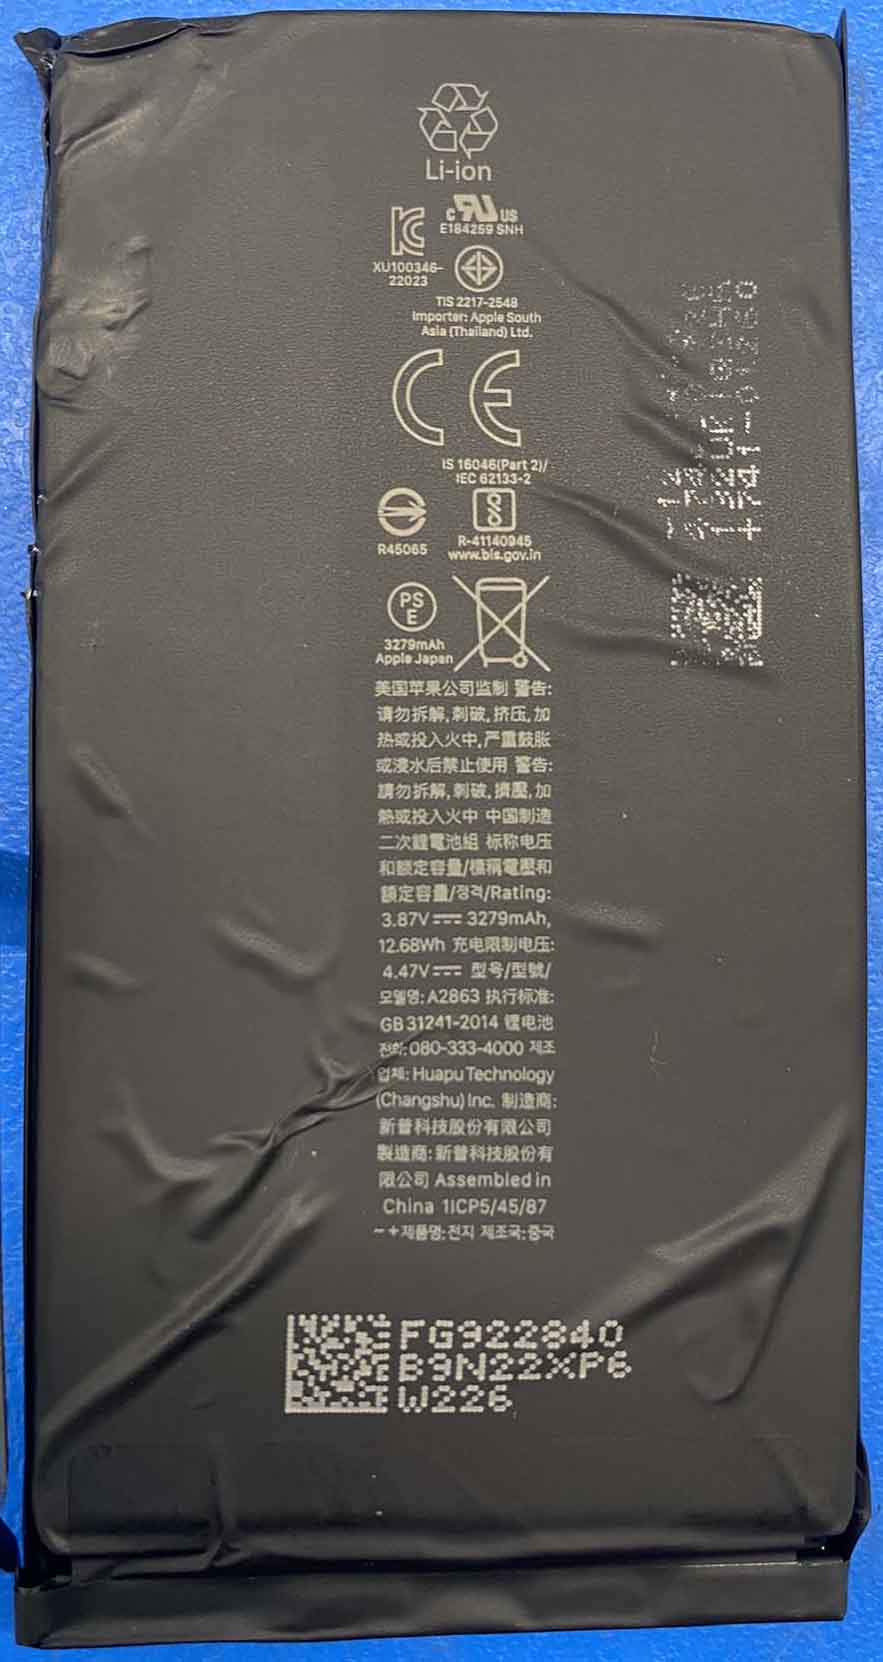 Li-ion
c RU US
E184259 SNH
XU100346-
22023
TIS 2217-2548
Importer: Apple South
Asia (Thailand) Ltd.
CE
IS 16046(Part 2)/
IEC 62133-2
R45065
R-41140945
www.bis.gov.in
PS
E
3279mAh
Apple Japan
美国苹果公司监制 警告:
请勿拆解,刺破,挤压,加
热或投入火中,严重鼓胀
或浸水后禁止使用 警告:
請勿拆解,刺破,擠壓,加
熱或投入火中 中国制造
二次鋰電池組 标称电压
和额定容量/標稱電壓和
額定容量/정격/Rating:
3.87V 3279mAh,
12.68Wh 充电限制电压:
4.47V 型号/型號/
모델명: A2863 执行标准:
GB 31241-2014 锂电池
전화: 080-333-4000 제조
업체: Huapu Technology
(Changshu) Inc. 制造商:
新普科技股份有限公司
製造商: 新普科技股份有
限公司 Assembled in
China 1ICP5/45/87
-+제품명:전지 제조국:중국
FG922840
B9N22XP6
W226